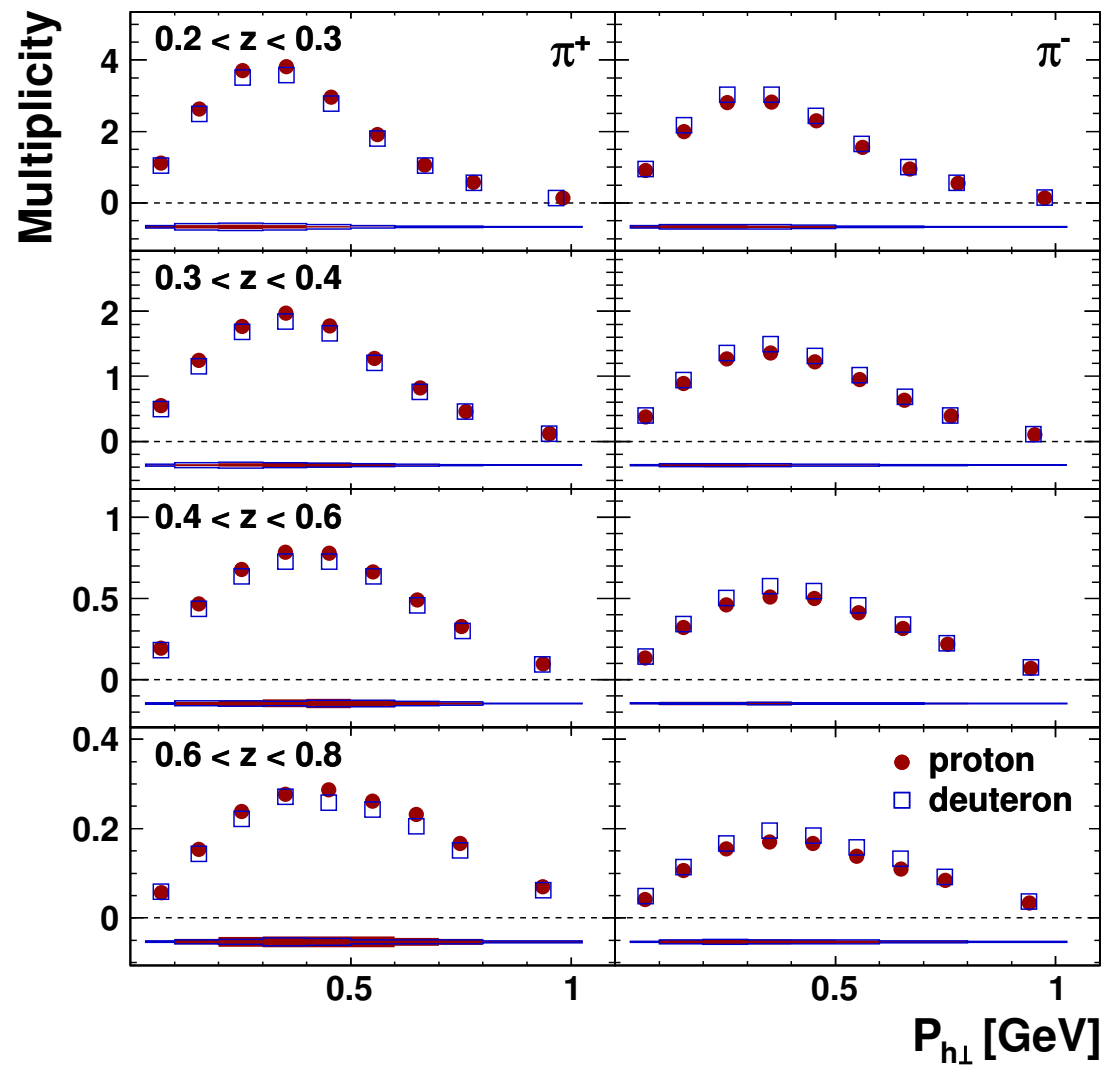 Multiplicity
0.2 < z < 0.3
π+
π-
4
2
0
0.3 < z < 0.4
2
1
0
0.4 < z < 0.6
1
0.5
0
0.6 < z < 0.8
0.4
0.2
0
proton
deuteron
0.5 1 0.5 1
Ph⊥ [GeV]